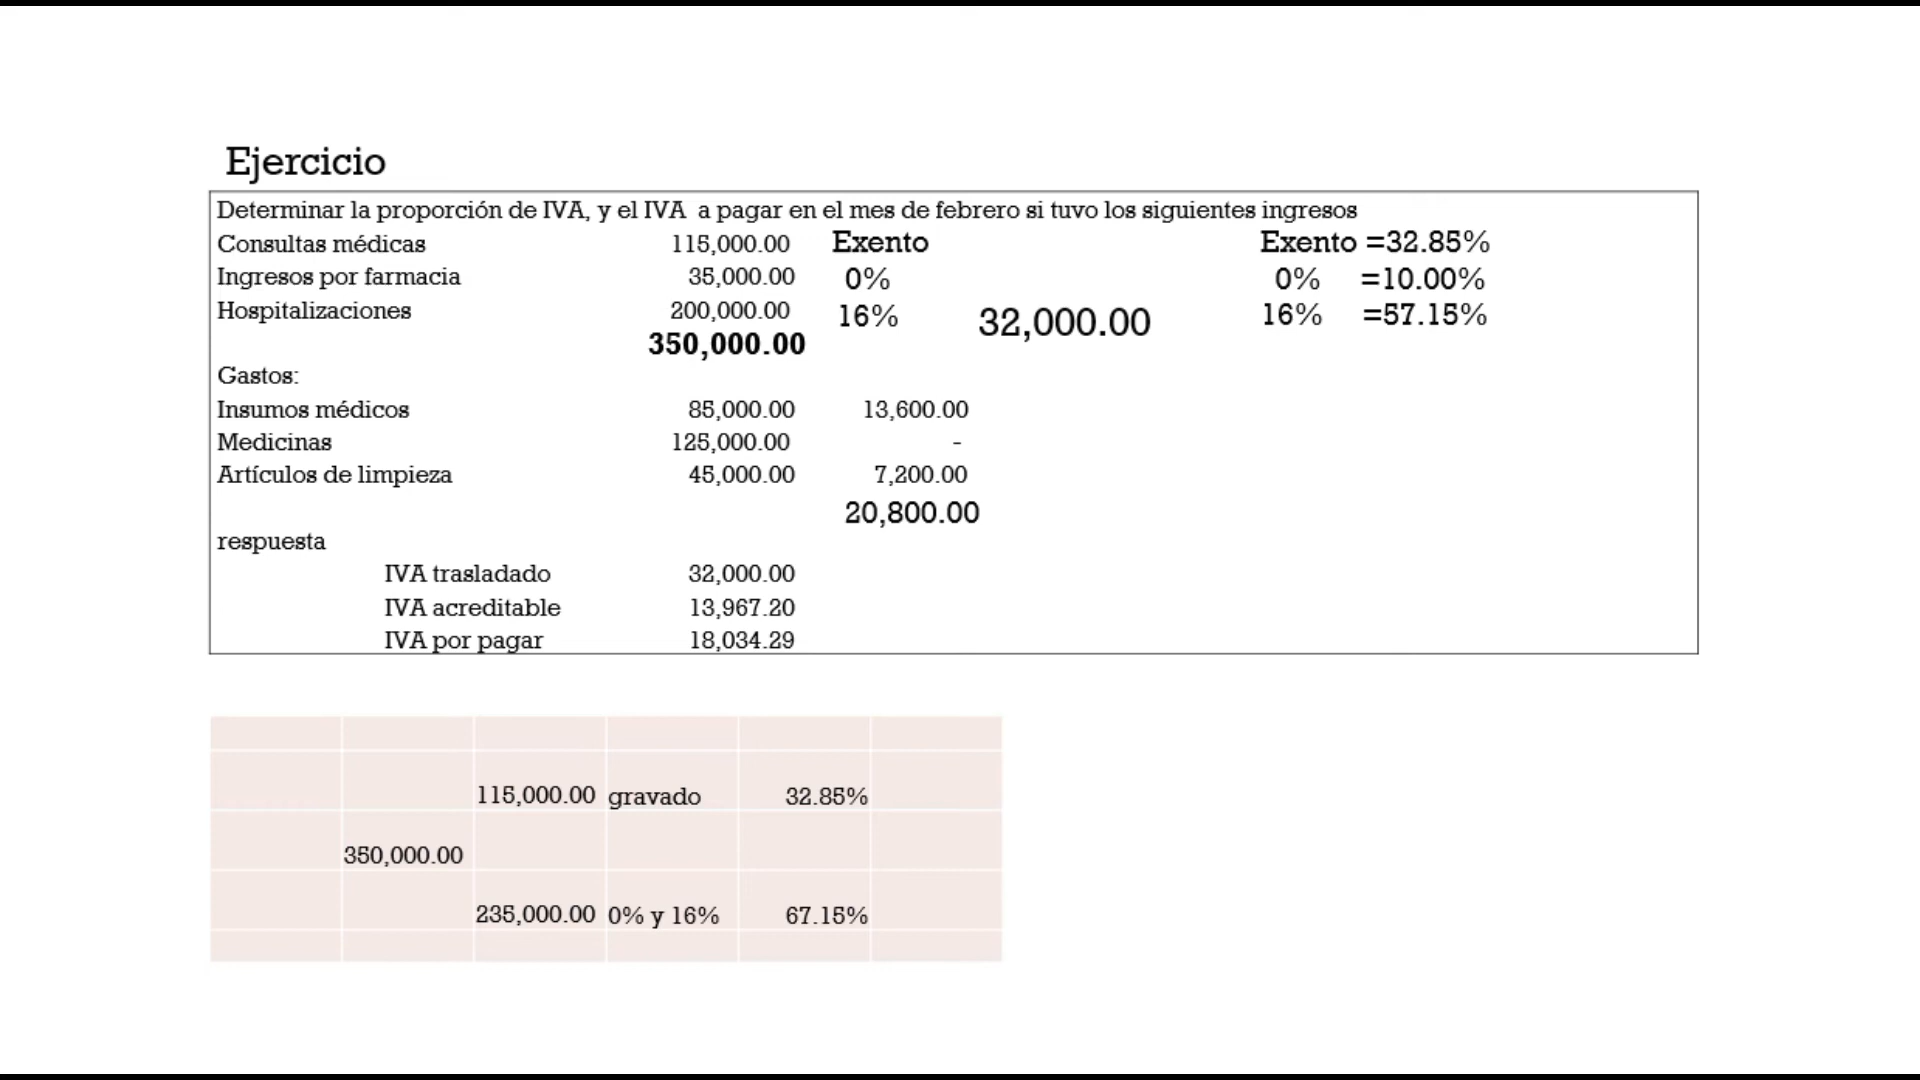 Ejercicio
Determinar la proporción de IVA, y el IVA a pagar en el mes de febrero si tuvo los siguientes ingresos
Consultas médicas 115,000.00 Exento Exento =32.85%
Ingresos por farmacia 35,000.00 0% 0% =10.00%
Hospitalizaciones 200,000.00 16% 32,000.00 16% =57.15%
350,000.00
Gastos:
Insumos médicos 85,000.00 13,600.00
Medicinas 125,000.00 -
Artículos de limpieza 45,000.00 7,200.00
20,800.00
respuesta
IVA trasladado 32,000.00
IVA acreditable 13,967.20
IVA por pagar 18,034.29
115,000.00 gravado 32.85%
350,000.00
235,000.00 0% y 16% 67.15%